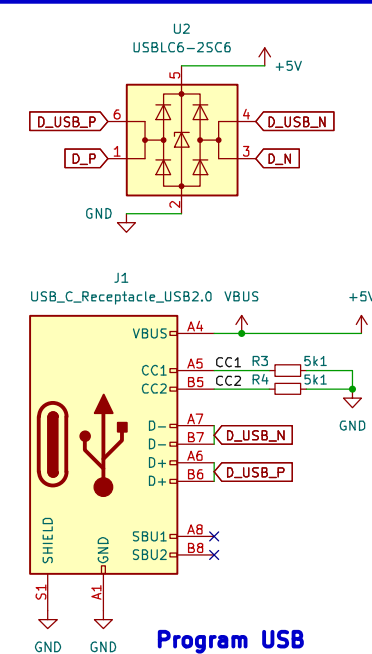 U2
USBLC6-2SC6
+5V
5
D_USB_P 6
4 D_USB_N
D_P 1
3 D_N
2
GND
J1
USB_C_Receptacle_USB2.0
VBUS
+5V
VBUS A4
CC1 A5 CC1 R3 5k1
CC2 B5 CC2 R4 5k1
GND
D- A7
D- B7 D_USB_N
D+ A6
D+ B6 D_USB_P
SBU1 A8
SBU2 B8
SHIELD
GND
S1
A1
GND
GND
Program USB